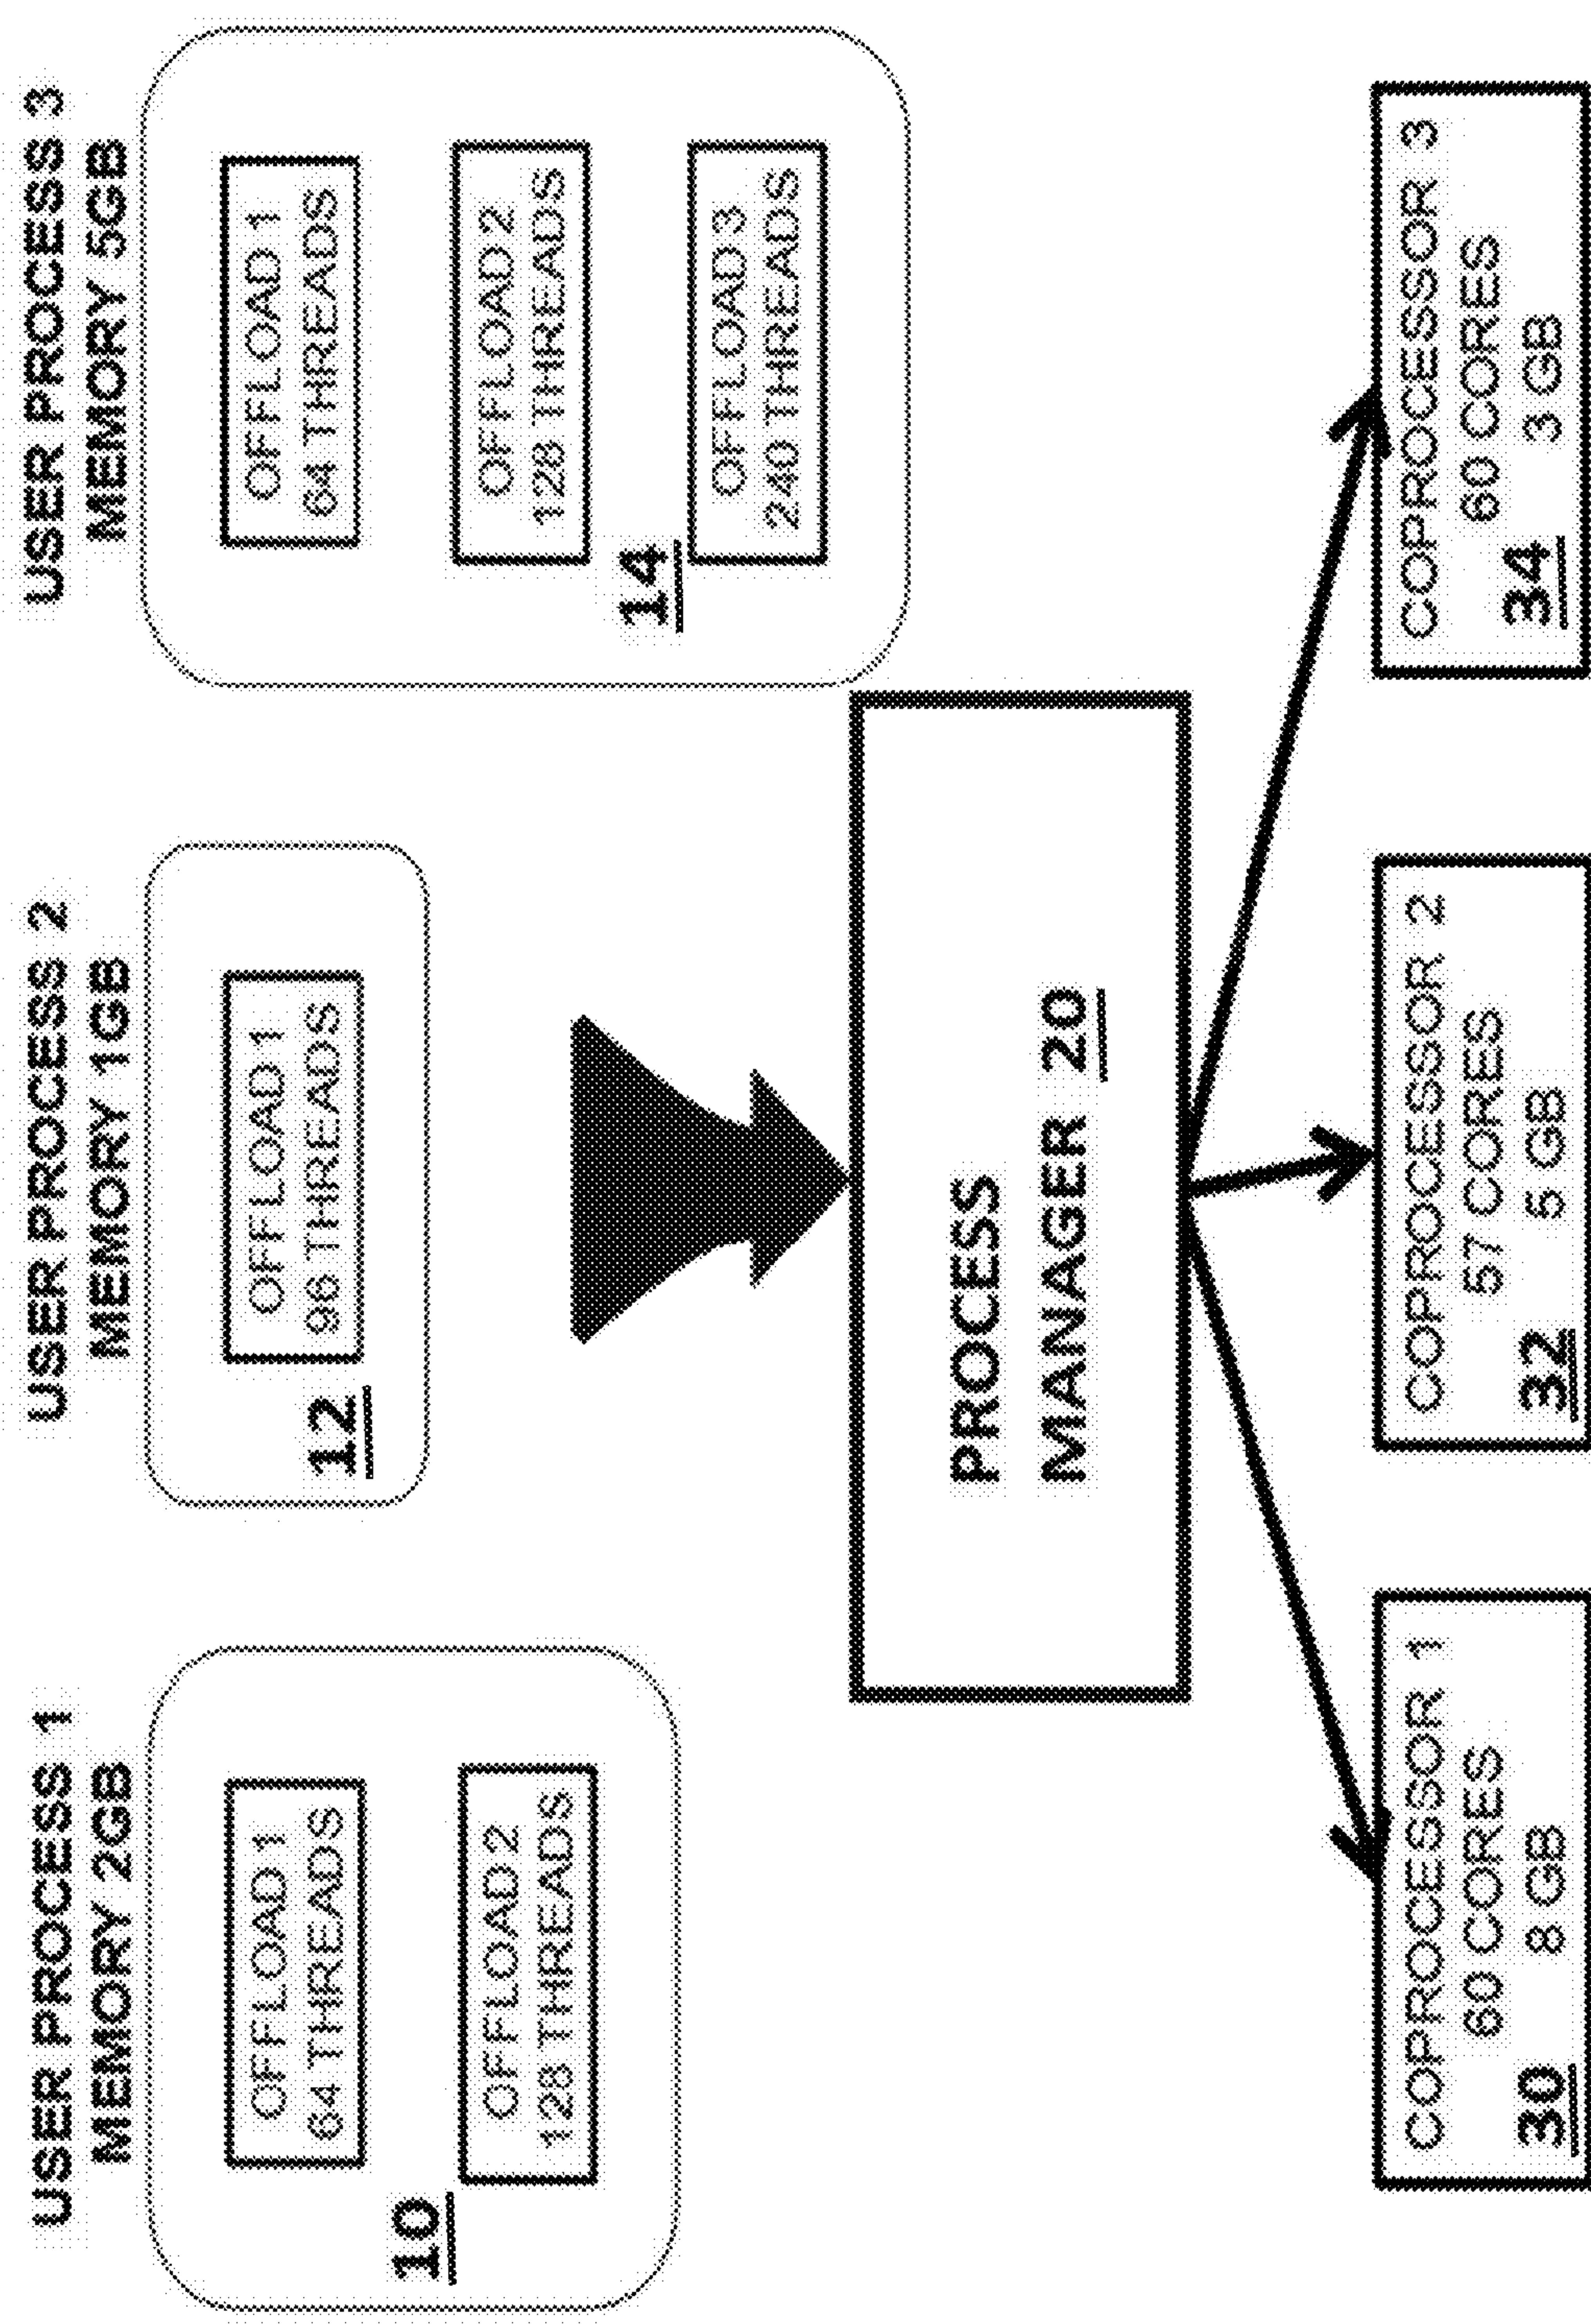 USER PROCESS 1
MEMORY 2GB
OFFLOAD 1
64 THREADS
10
OFFLOAD 2
128 THREADS
USER PROCESS 2
MEMORY 1GB
OFFLOAD 1
96 THREADS
12
USER PROCESS 3
MEMORY 5GB
OFFLOAD 1
64 THREADS
OFFLOAD 2
128 THREADS
14
OFFLOAD 3
240 THREADS
PROCESS
MANAGER 20
COPROCESSOR 1
60 CORES
30 8 GB
COPROCESSOR 2
57 CORES
32 5 GB
COPROCESSOR 3
60 CORES
34 3 GB